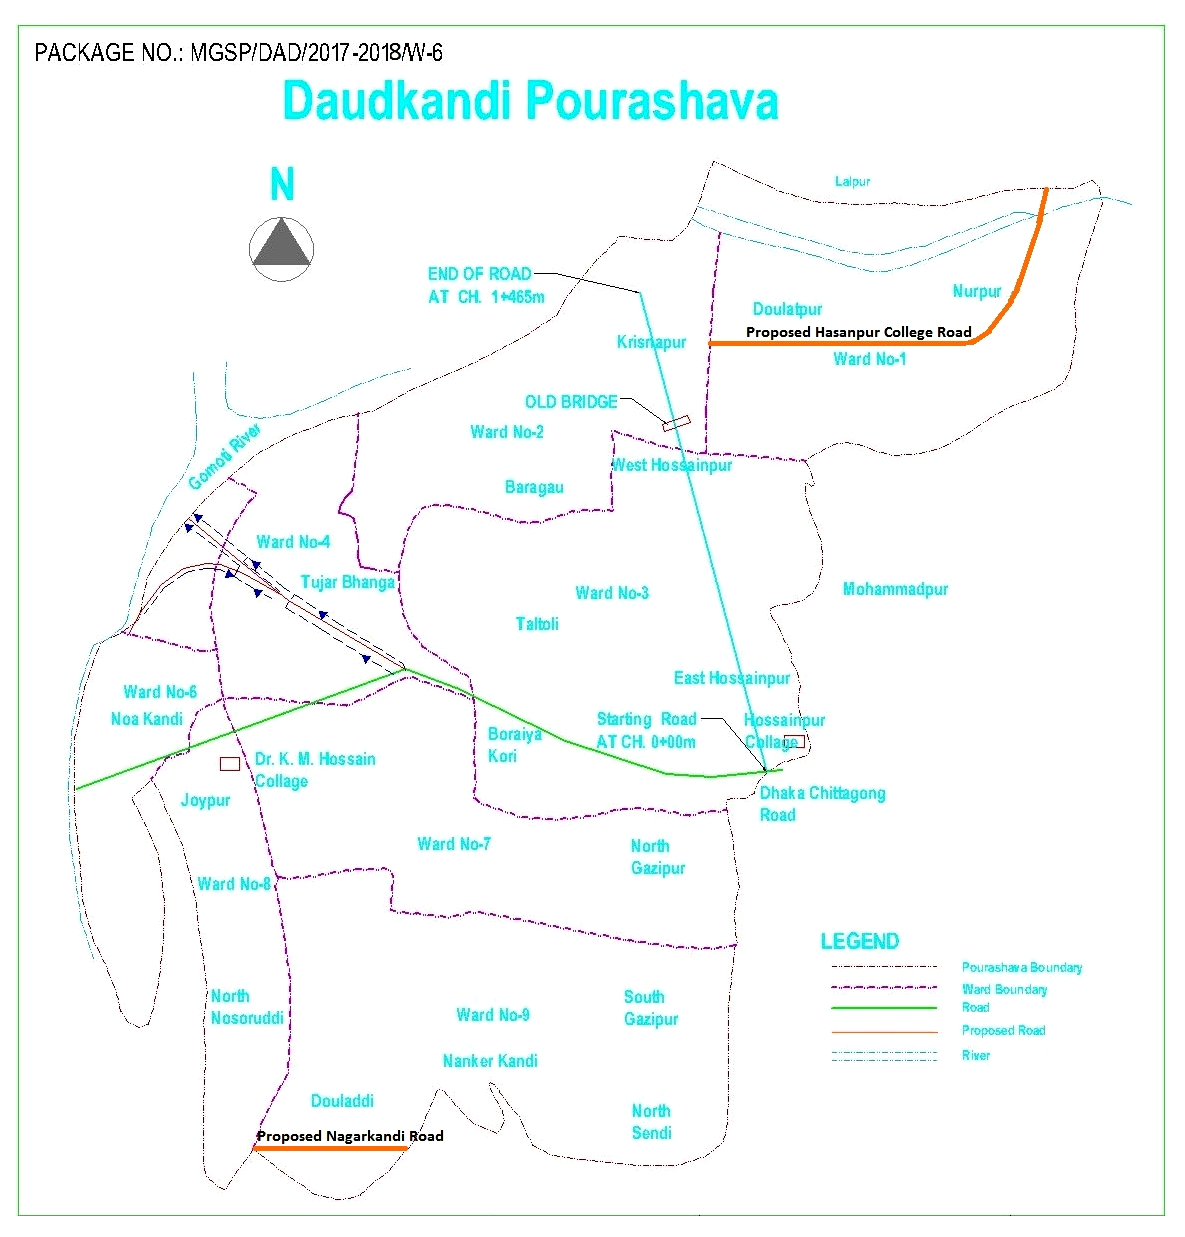 PACKAGE NO.: MGSP/DAD/2017-2018/W-6
Daudkandi Pourashava
N
Lalpur
END OF ROAD
AT CH. 1+465m
Nurpur
Doulatpur
Proposed Hasanpur College Road
Krisnapur
Ward No-1
OLD BRIDGE
Ward No-2
Gomoti River
West Hossainpur
Baragau
Ward No-4
Tujar Bhanga
Ward No-3
Mohammadpur
Taltoli
East Hossainpur
Ward No-6
Noa Kandi
Starting Road
AT CH. 0+00m
Hossainpur
Collage
Boraiya
Kori
Dr. K. M. Hossain
Collage
Joypur
Dhaka Chittagong
Road
Ward No-7
North
Gazipur
Ward No-8
LEGEND
Pourashava Boundary
Ward Boundary
Road
Proposed Road
River
North
Nosoruddi
South
Gazipur
Ward No-9
Nanker Kandi
Douladdi
North
Sendi
Proposed Nagarkandi Road